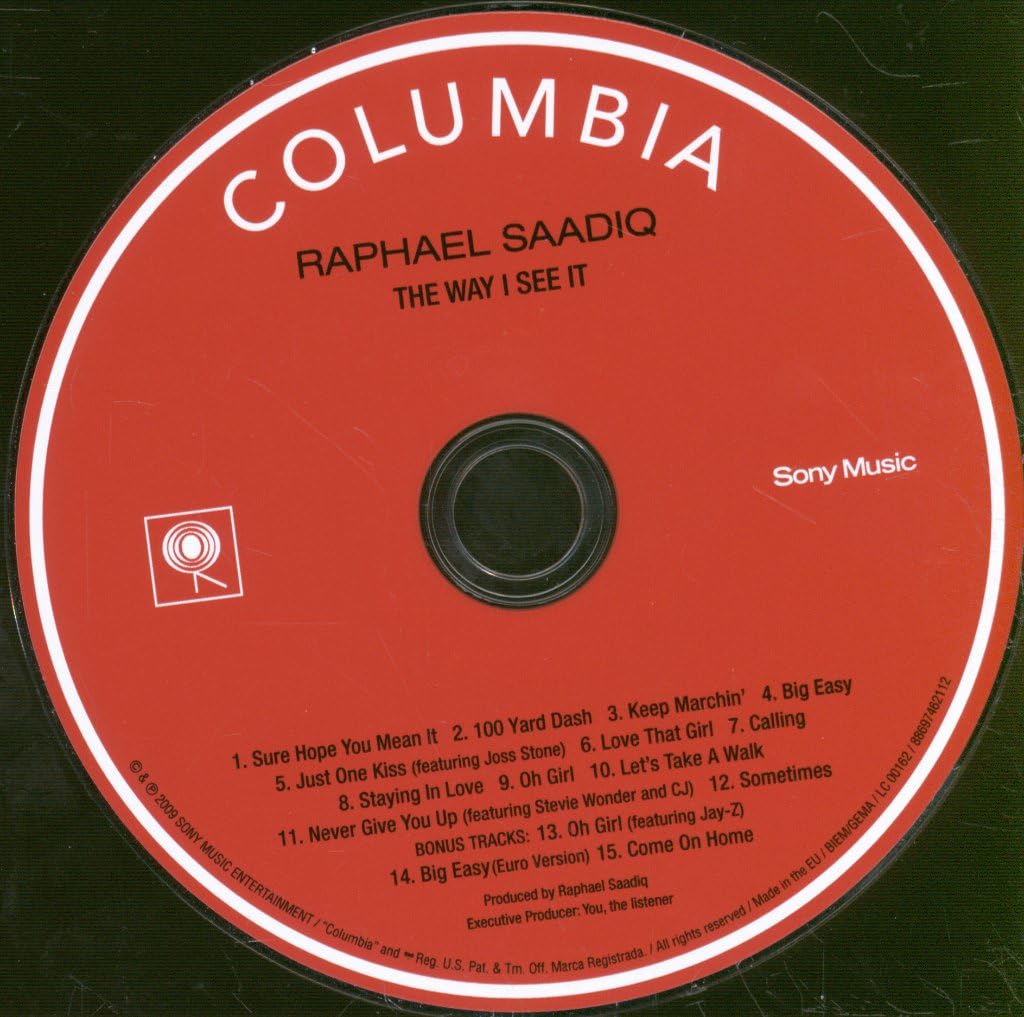 COLUMBIA
RAPHAEL SAADIQ
THE WAY I SEE IT
Sony Music
1. Sure Hope You Mean It 2. 100 Yard Dash 3. Keep Marchin' 4. Big Easy
5. Just One Kiss (featuring Joss Stone) 6. Love That Girl 7. Calling
8. Staying In Love 9. Oh Girl 10. Let's Take A Walk
11. Never Give You Up (featuring Stevie Wonder and CJ) 12. Sometimes
BONUS TRACKS: 13. Oh Girl (featuring Jay-Z)
14. Big Easy (Euro Version) 15. Come On Home
Produced by Raphael Saadiq
Executive Producer: You, the listener
© & ℗ 2009 SONY MUSIC ENTERTAINMENT / "Columbia" and Reg. U.S. Pat. & Tm. Off. Marca Registrada. / All rights reserved / Made in the EU / BIEM/GEMA / LC 00162 / 88697462112